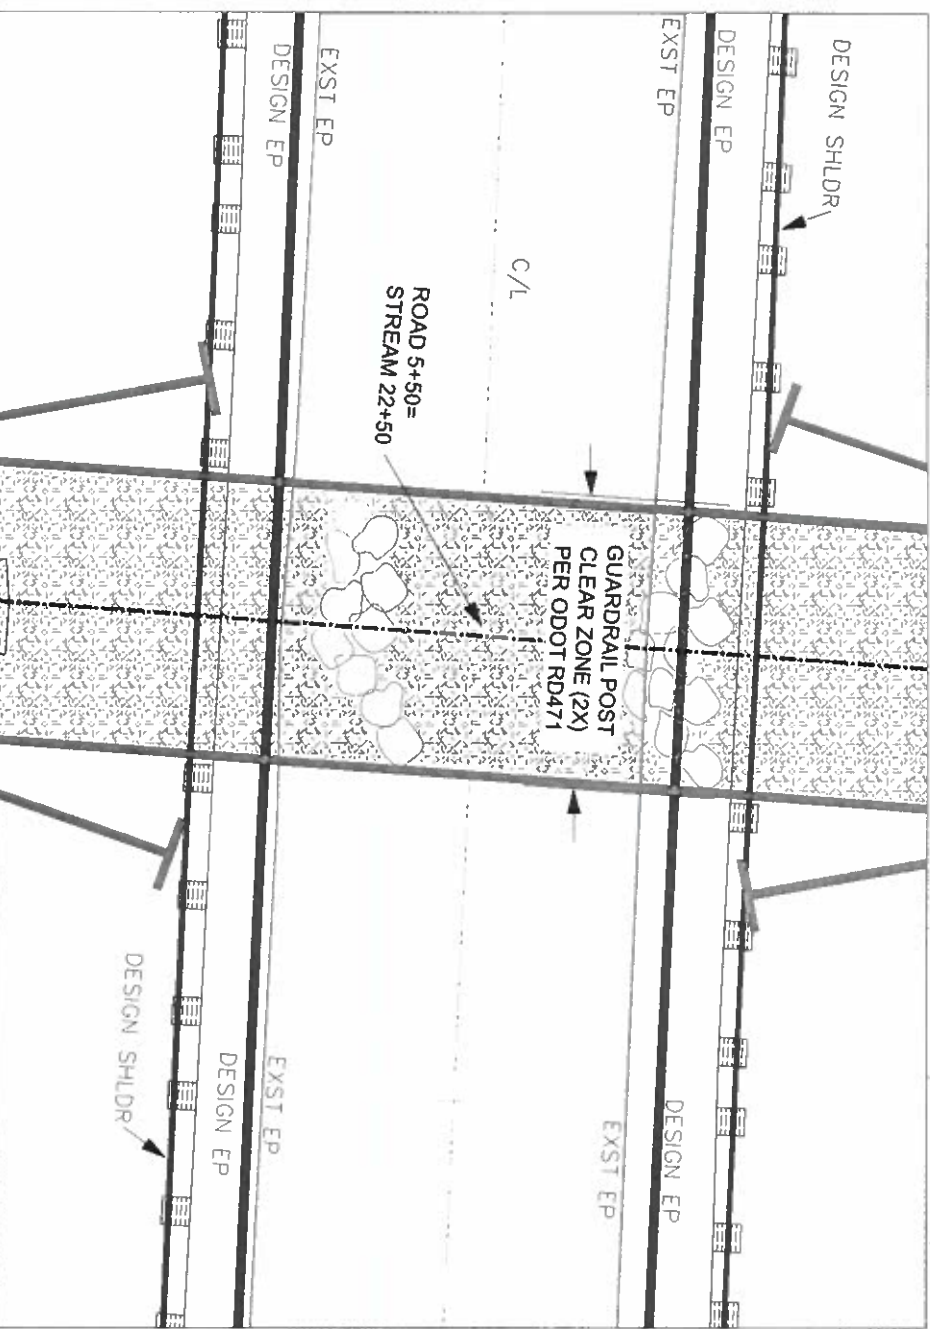 DESIGN SHLDR
DESIGN EP
EXST EP
EXST EP
DESIGN EP
C/L
ROAD 5+50=
STREAM 22+50
GUARDRAIL POST
CLEAR ZONE (2X)
PER ODOT RD471
DESIGN EP
EXST EP
EXST EP
DESIGN EP
DESIGN SHLDR